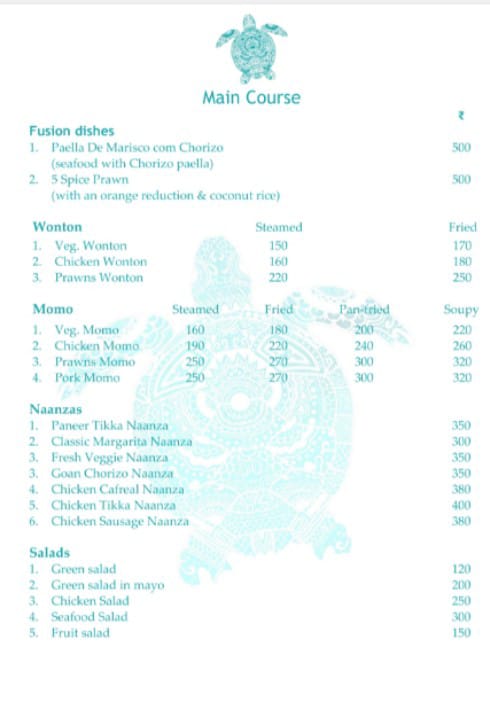 Main Course
₹
Fusion dishes
1. Paella De Marisco com Chorizo 500
(seafood with Chorizo paella)
2. 5 Spice Prawn 500
(with an orange reduction & coconut rice)
Wonton Steamed Fried
1. Veg. Wonton 150 170
2. Chicken Wonton 160 180
3. Prawns Wonton 220 250
Momo Steamed Fried Pan-fried Soupy
1. Veg. Momo 160 180 200 220
2. Chicken Momo 190 220 240 260
3. Prawns Momo 250 270 300 320
4. Pork Momo 250 270 300 320
Naanzas
1. Paneer Tikka Naanza 350
2. Classic Margarita Naanza 300
3. Fresh Veggie Naanza 350
3. Goan Chorizo Naanza 350
4. Chicken Cafreal Naanza 380
5. Chicken Tikka Naanza 400
6. Chicken Sausage Naanza 380
Salads
1. Green salad 120
2. Green salad in mayo 200
3. Chicken Salad 250
4. Seafood Salad 300
5. Fruit salad 150